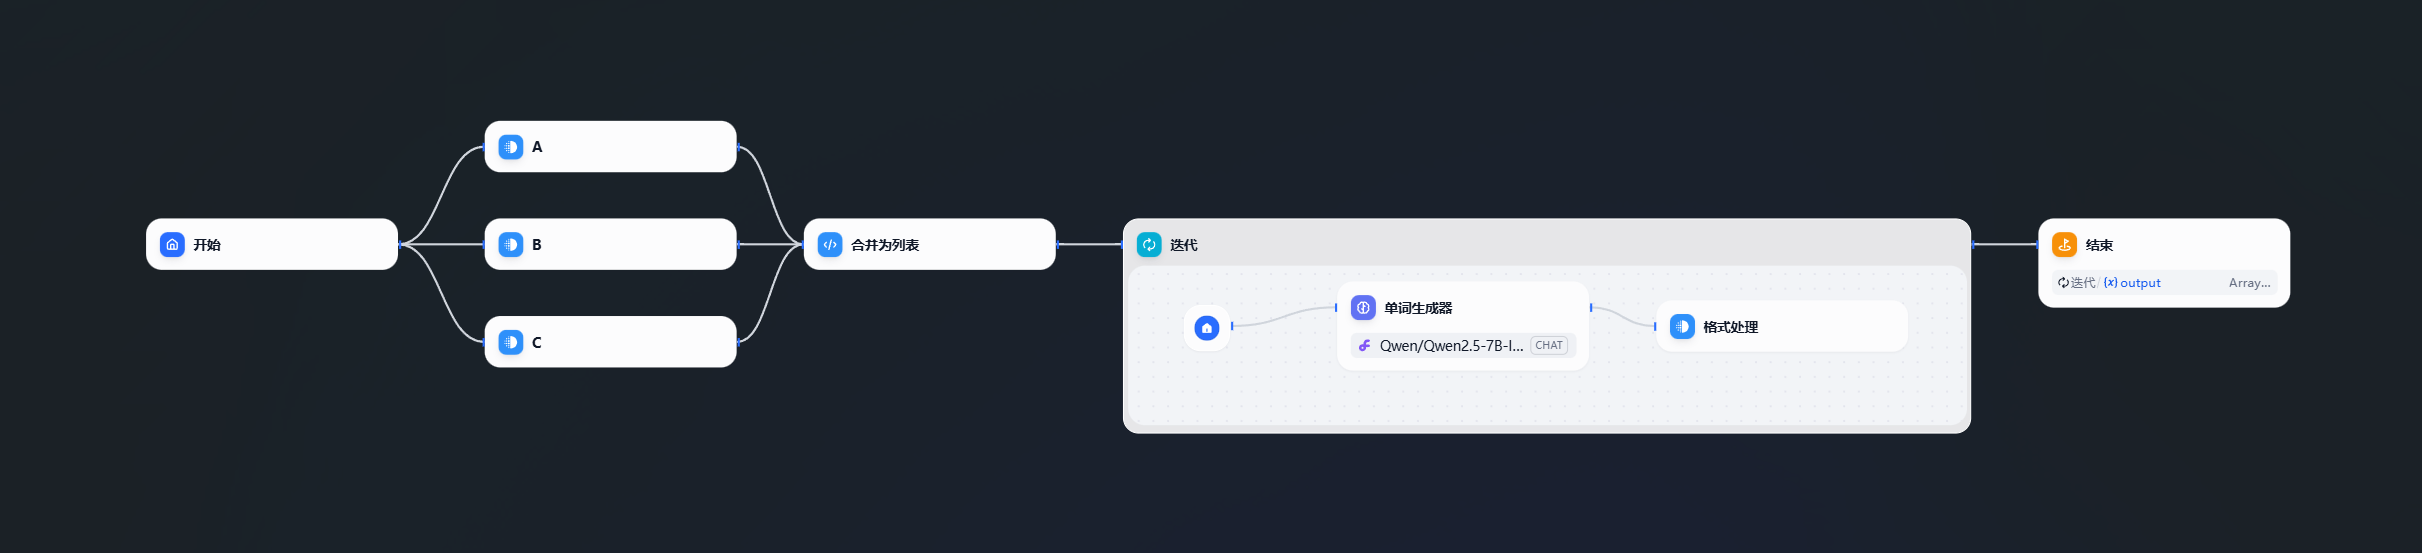 开始
A
B
C
合并为列表
迭代
单词生成器
Qwen/Qwen2.5-7B-I... CHAT
格式处理
结束
迭代/ (x) output Array...